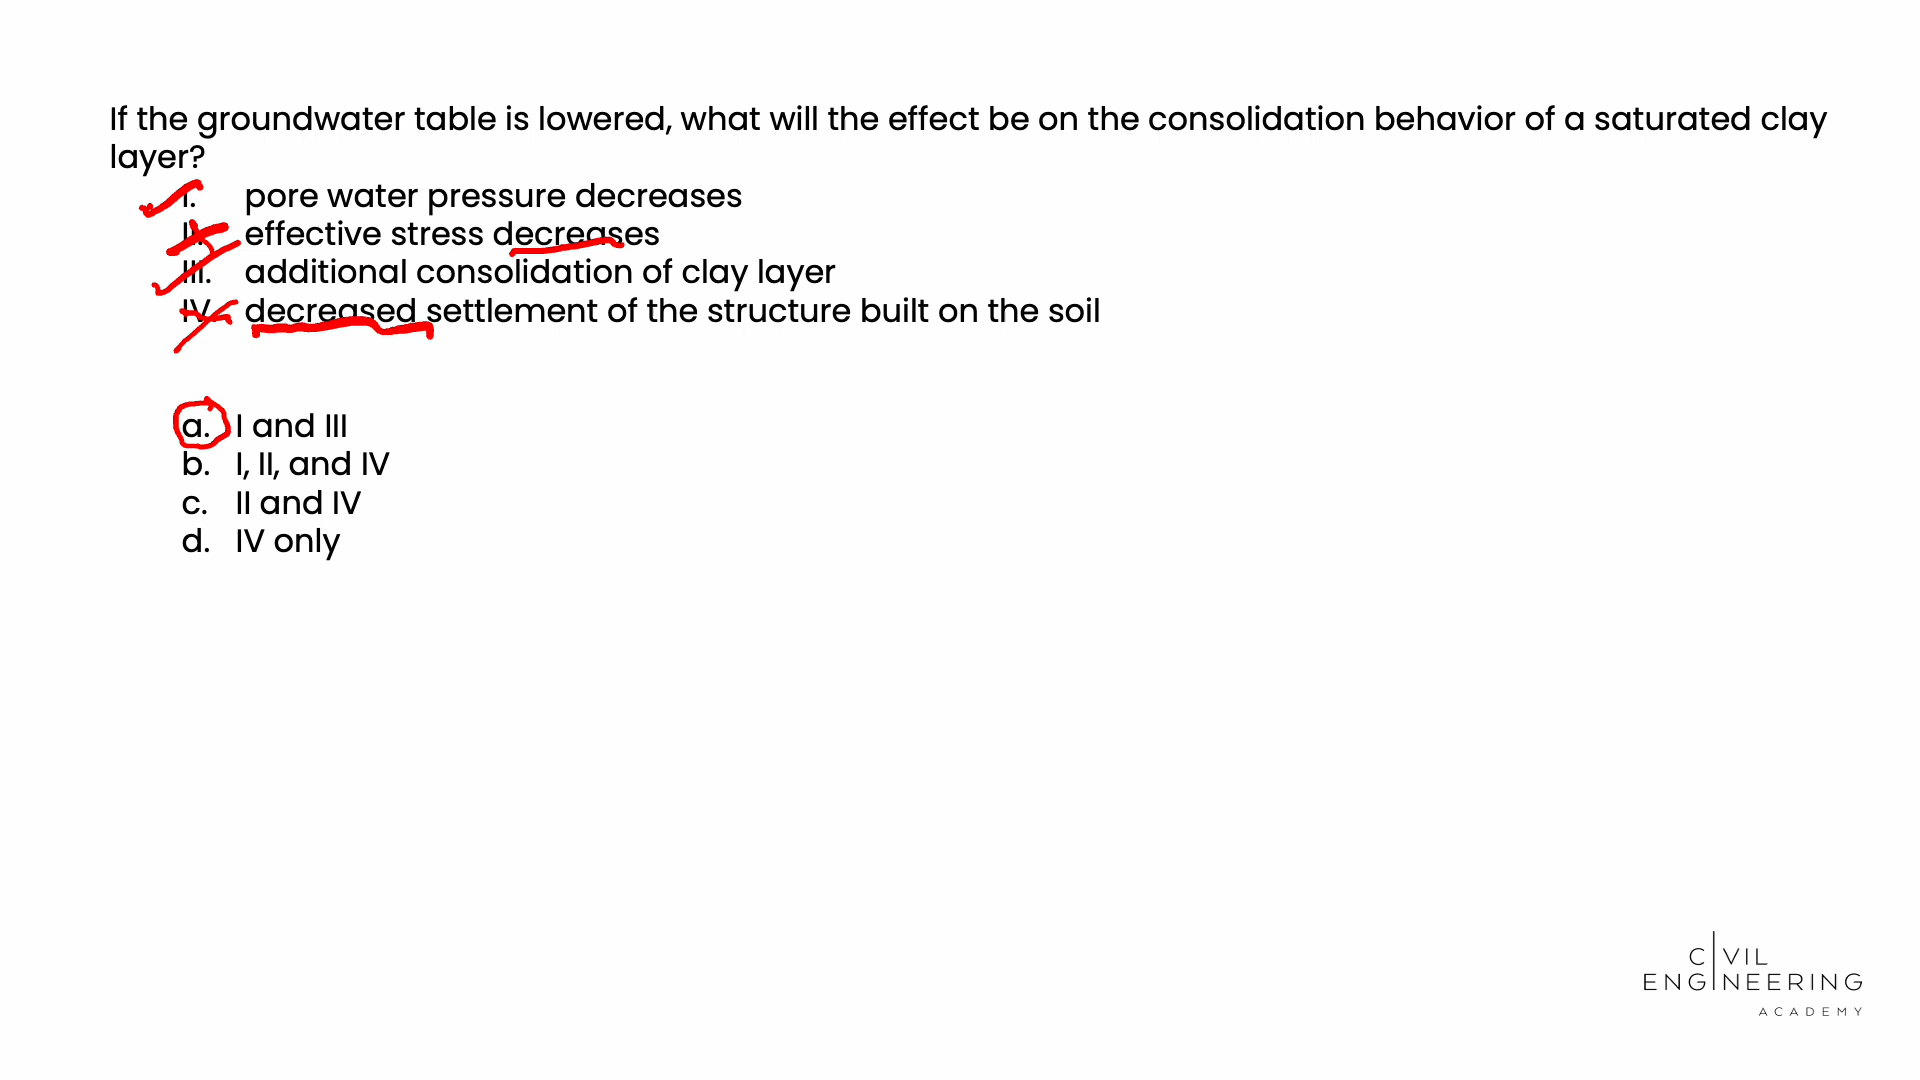 If the groundwater table is lowered, what will the effect be on the consolidation behavior of a saturated clay
layer?
I. pore water pressure decreases
II. effective stress decreases
III. additional consolidation of clay layer
IV. decreased settlement of the structure built on the soil
a. I and III
b. I, II, and IV
c. II and IV
d. IV only
CIVIL
ENGINEERING
ACADEMY